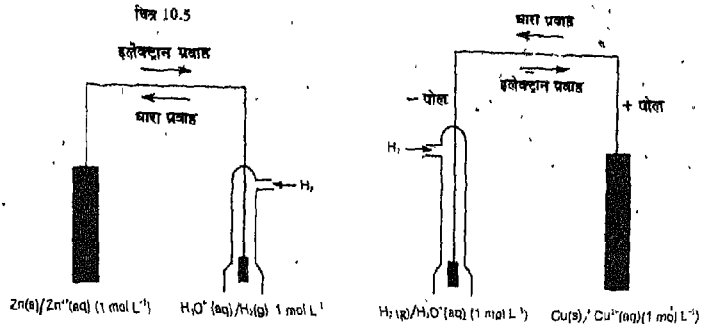 चित्र 10.5
इलेक्ट्रान प्रवाह
धारा प्रवाह
H₂
Zn(s)/Zn⁺⁺(aq) (1 mol L⁻¹)
H₃O⁺ (aq)/H₂(g) 1 mol L⁻¹
धारा प्रवाह
इलेक्ट्रान प्रवाह
– पोल
+ पोल
H₂
H₂(g)/H₃O⁺(aq) (1 mol L⁻¹)
Cu(s)/Cu²⁺(aq)(1 mol L⁻¹)